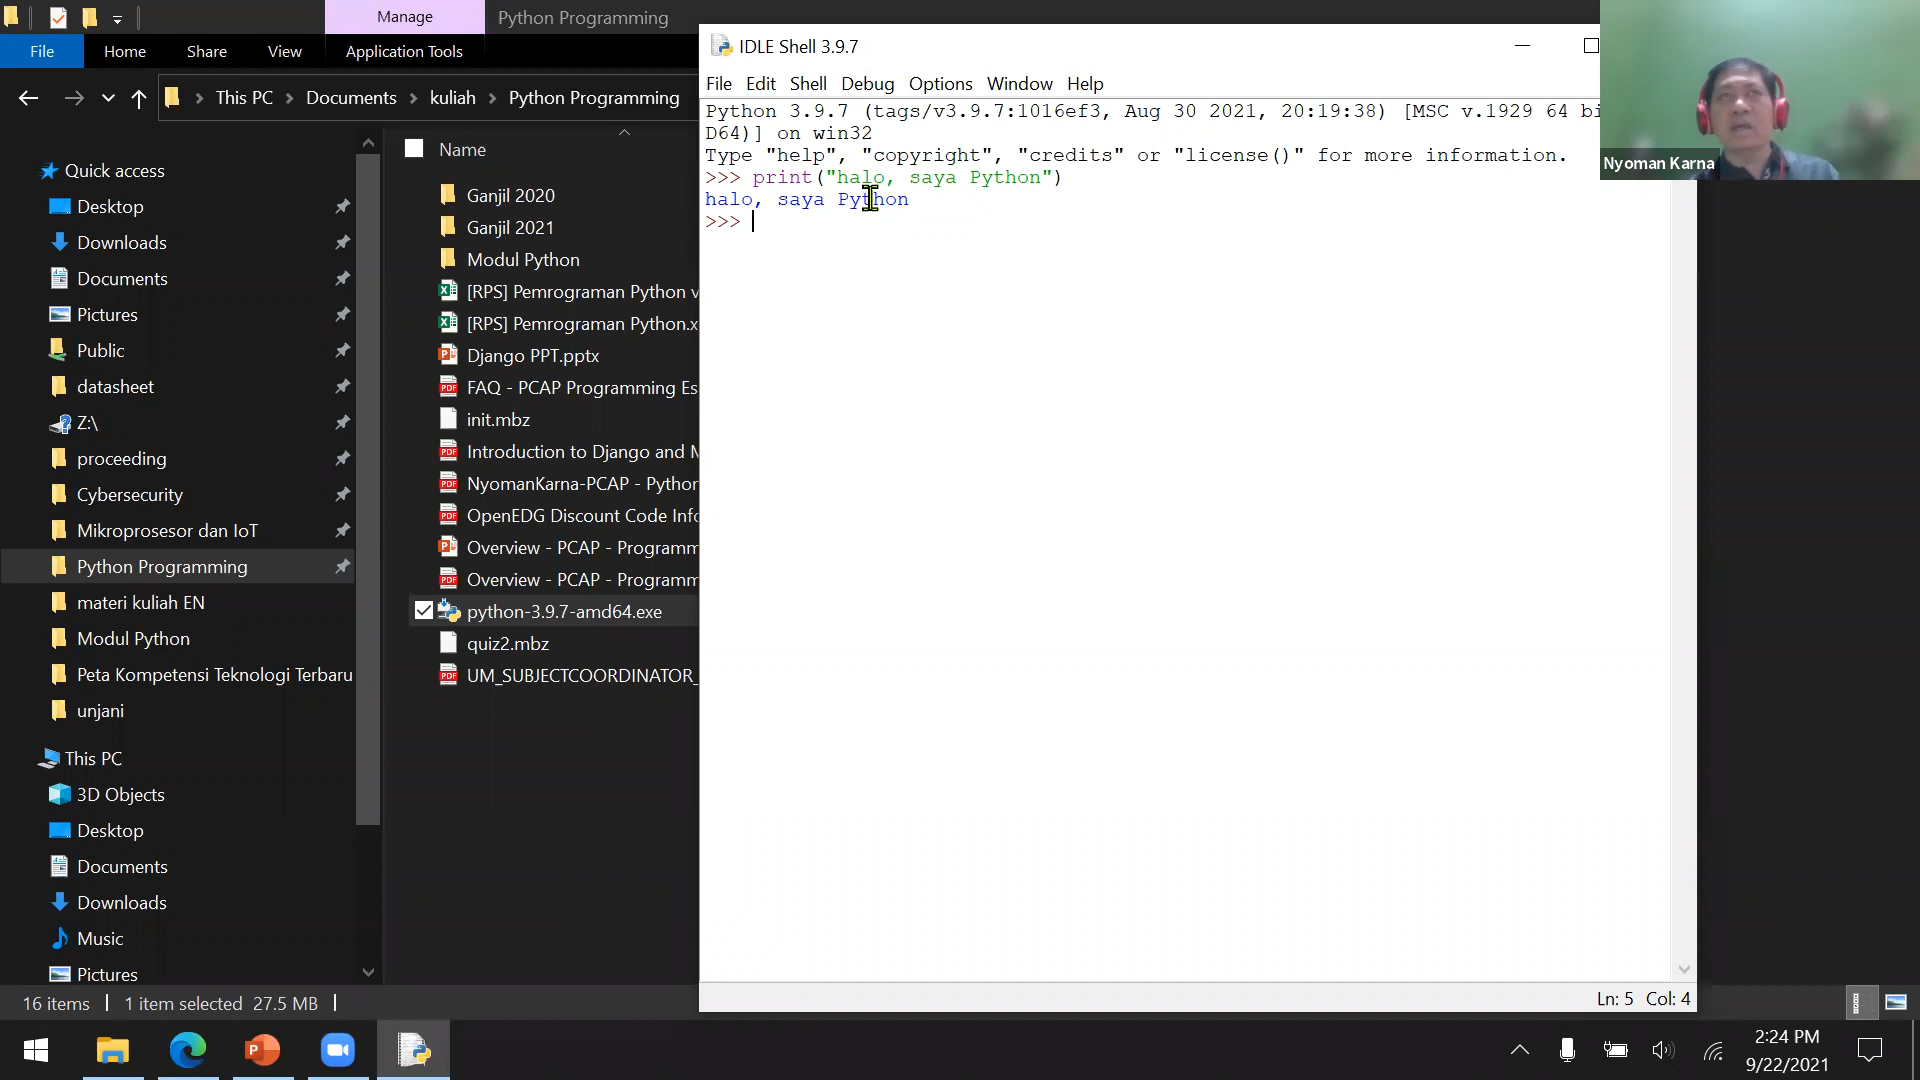 Manage
Python Programming
File
Home
Share
View
Application Tools
This PC
Documents
kuliah
Python Programming
Quick access
Desktop
Downloads
Documents
Pictures
Public
datasheet
Z:\
proceeding
Cybersecurity
Mikroprosesor dan IoT
Python Programming
materi kuliah EN
Modul Python
Peta Kompetensi Teknologi Terbaru
unjani
This PC
3D Objects
Desktop
Documents
Downloads
Music
Pictures
Name
Ganjil 2020
Ganjil 2021
Modul Python
[RPS] Pemrograman Python v
[RPS] Pemrograman Python.x
Django PPT.pptx
FAQ - PCAP Programming Es
init.mbz
Introduction to Django and M
NyomanKarna-PCAP - Python
OpenEDG Discount Code Info
Overview - PCAP - Programm
Overview - PCAP - Programm
python-3.9.7-amd64.exe
quiz2.mbz
UM_SUBJECTCOORDINATOR_
16 items
1 item selected 27.5 MB
IDLE Shell 3.9.7
File Edit Shell Debug Options Window Help
Python 3.9.7 (tags/v3.9.7:1016ef3, Aug 30 2021, 20:19:38) [MSC v.1929 64 bi
D64)] on win32
Type "help", "copyright", "credits" or "license()" for more information.
>>> print("halo, saya Python")
halo, saya Python
>>>
Ln: 5 Col: 4
Nyoman Karna
2:24 PM
9/22/2021